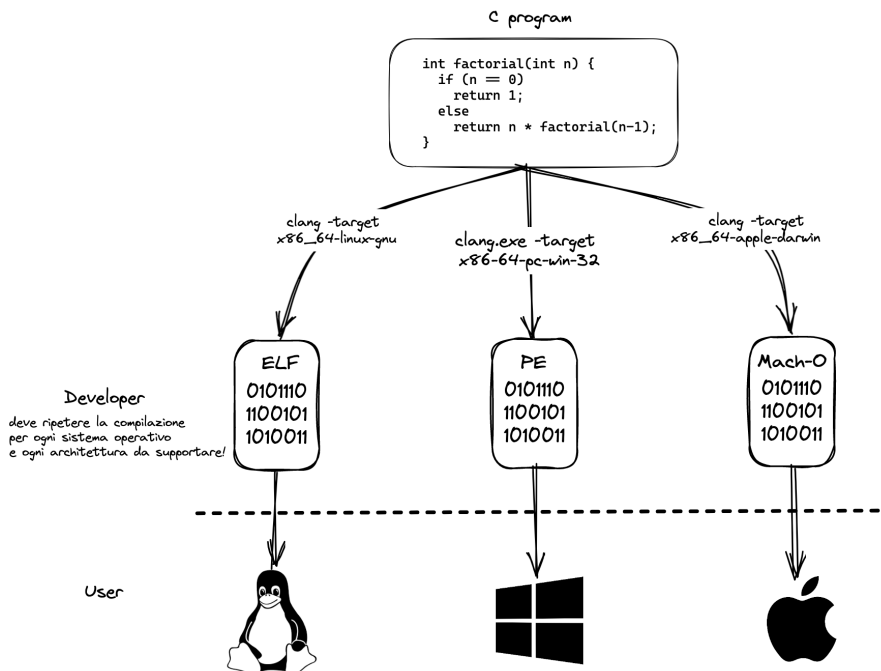 C program
int factorial(int n) {
if (n == 0)
return 1;
else
return n * factorial(n-1);
}
clang -target
x86_64-linux-gnu
clang.exe -target
x86-64-pc-win-32
clang -target
x86_64-apple-darwin
ELF
0101110
1100101
1010011
PE
0101110
1100101
1010011
Mach-O
0101110
1100101
1010011
Developer
deve ripetere la compilazione
per ogni sistema operativo
e ogni architettura da supportare!
User